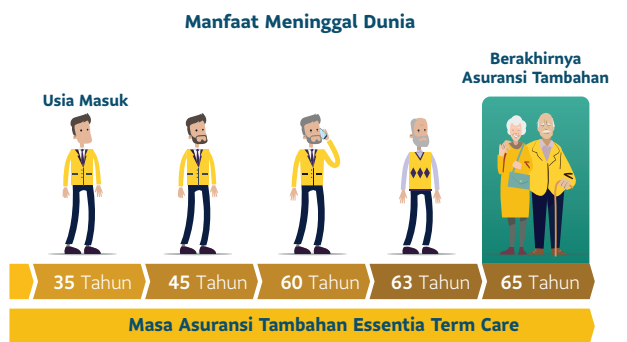 Manfaat Meninggal Dunia
Berakhirnya
Asuransi Tambahan
Usia Masuk
35 Tahun
45 Tahun
60 Tahun
63 Tahun
65 Tahun
Masa Asuransi Tambahan Essentia Term Care